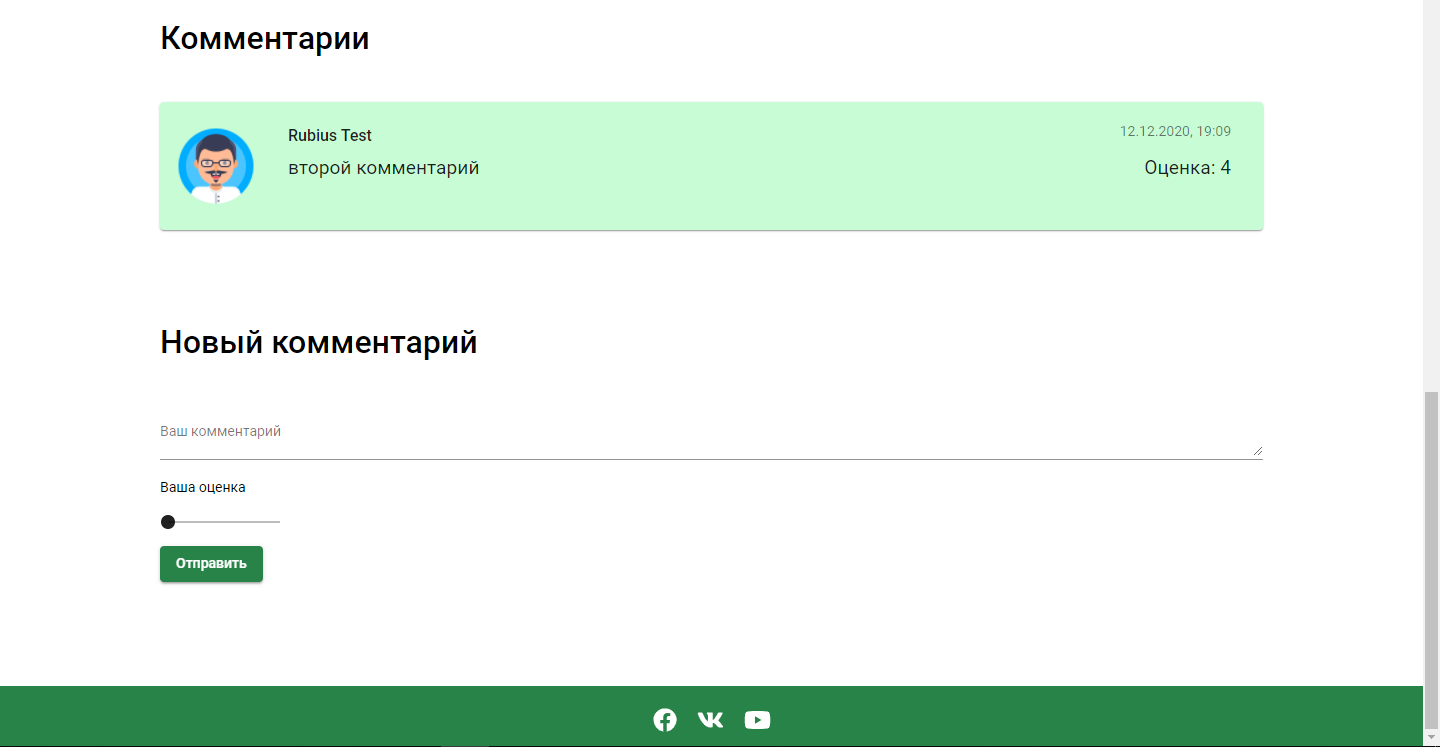 Комментарии
Rubius Test
12.12.2020, 19:09
второй комментарий
Оценка: 4
Новый комментарий
Ваш комментарий
Ваша оценка
Отправить